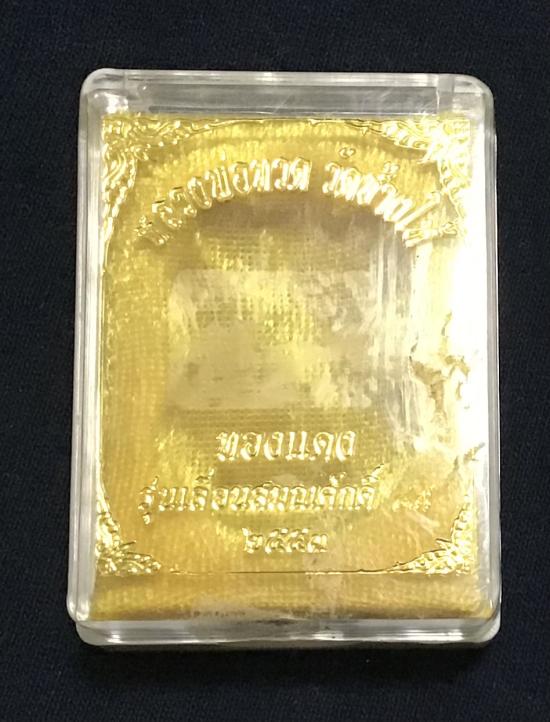 หลวงพ่อทวด วัดช้างให้
ทองแดง
รุ่นเลื่อนสมณศักดิ์
๒๕๕๓